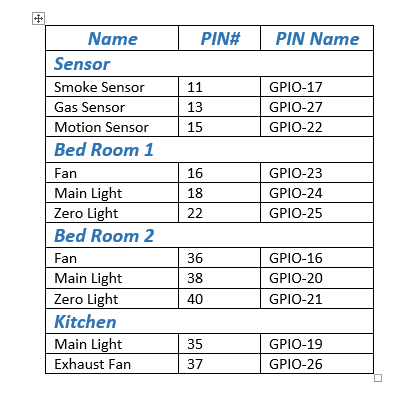 Name PIN# PIN Name
Sensor
Smoke Sensor 11 GPIO-17
Gas Sensor 13 GPIO-27
Motion Sensor 15 GPIO-22
Bed Room 1
Fan 16 GPIO-23
Main Light 18 GPIO-24
Zero Light 22 GPIO-25
Bed Room 2
Fan 36 GPIO-16
Main Light 38 GPIO-20
Zero Light 40 GPIO-21
Kitchen
Main Light 35 GPIO-19
Exhaust Fan 37 GPIO-26